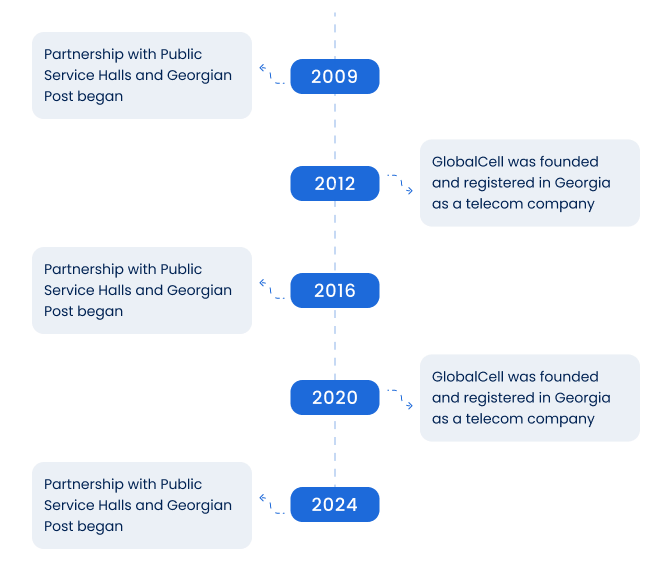 Partnership with Public
Service Halls and Georgian
Post began
2009
2012
GlobalCell was founded
and registered in Georgia
as a telecom company
Partnership with Public
Service Halls and Georgian
Post began
2016
2020
GlobalCell was founded
and registered in Georgia
as a telecom company
Partnership with Public
Service Halls and Georgian
Post began
2024